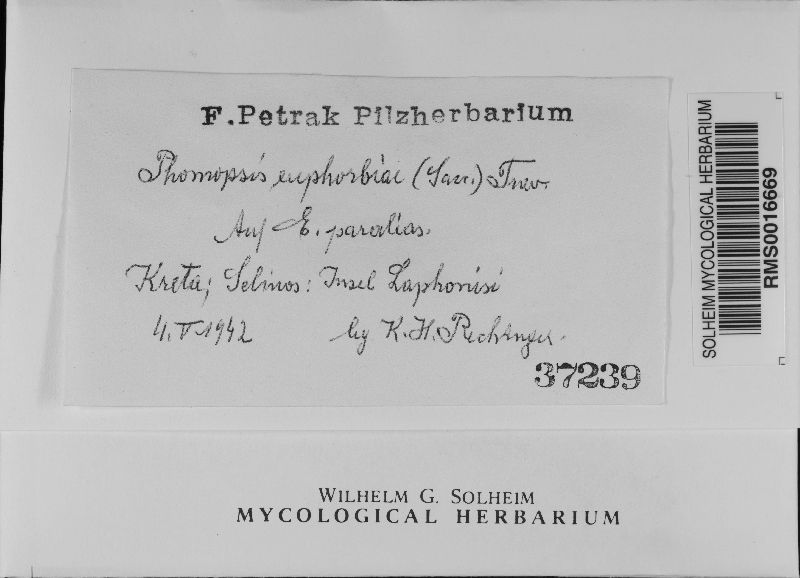 F. Petrak Pilzherbarium
Phomopsis euphorbiae (Sacc.) Trav.
Auf E. paralias.
Kreta; Selinos: Insel Laphonisi
4. V. 1942 leg K. H. Rechinger.
37239
SOLHEIM MYCOLOGICAL HERBARIUM
RMS0016669
WILHELM G. SOLHEIM
MYCOLOGICAL HERBARIUM